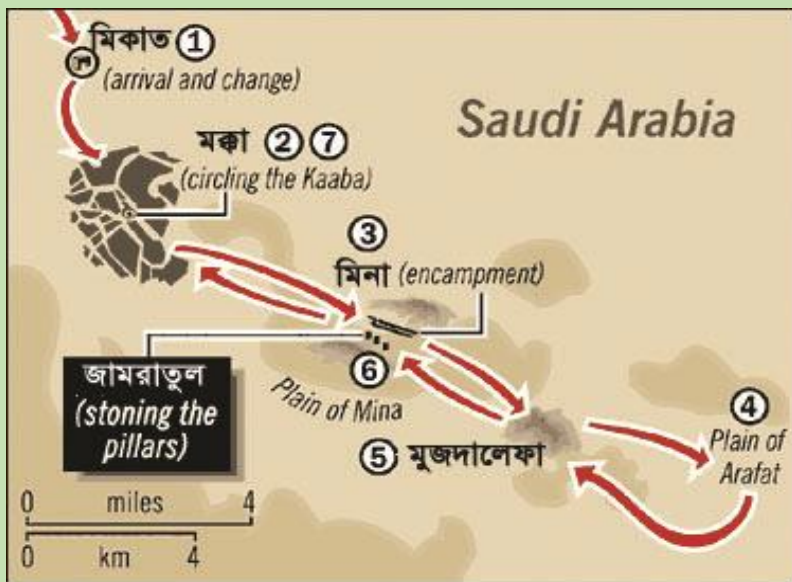 মিকাত ①
(arrival and change)
Saudi Arabia
মক্কা ② ⑦
(circling the Kaaba)
③
মিনা (encampment)
জামরাতুল
(stoning the
pillars)
⑥
Plain of Mina
④
Plain of
Arafat
⑤ মুজদালেফা
0 miles 4
0 km 4